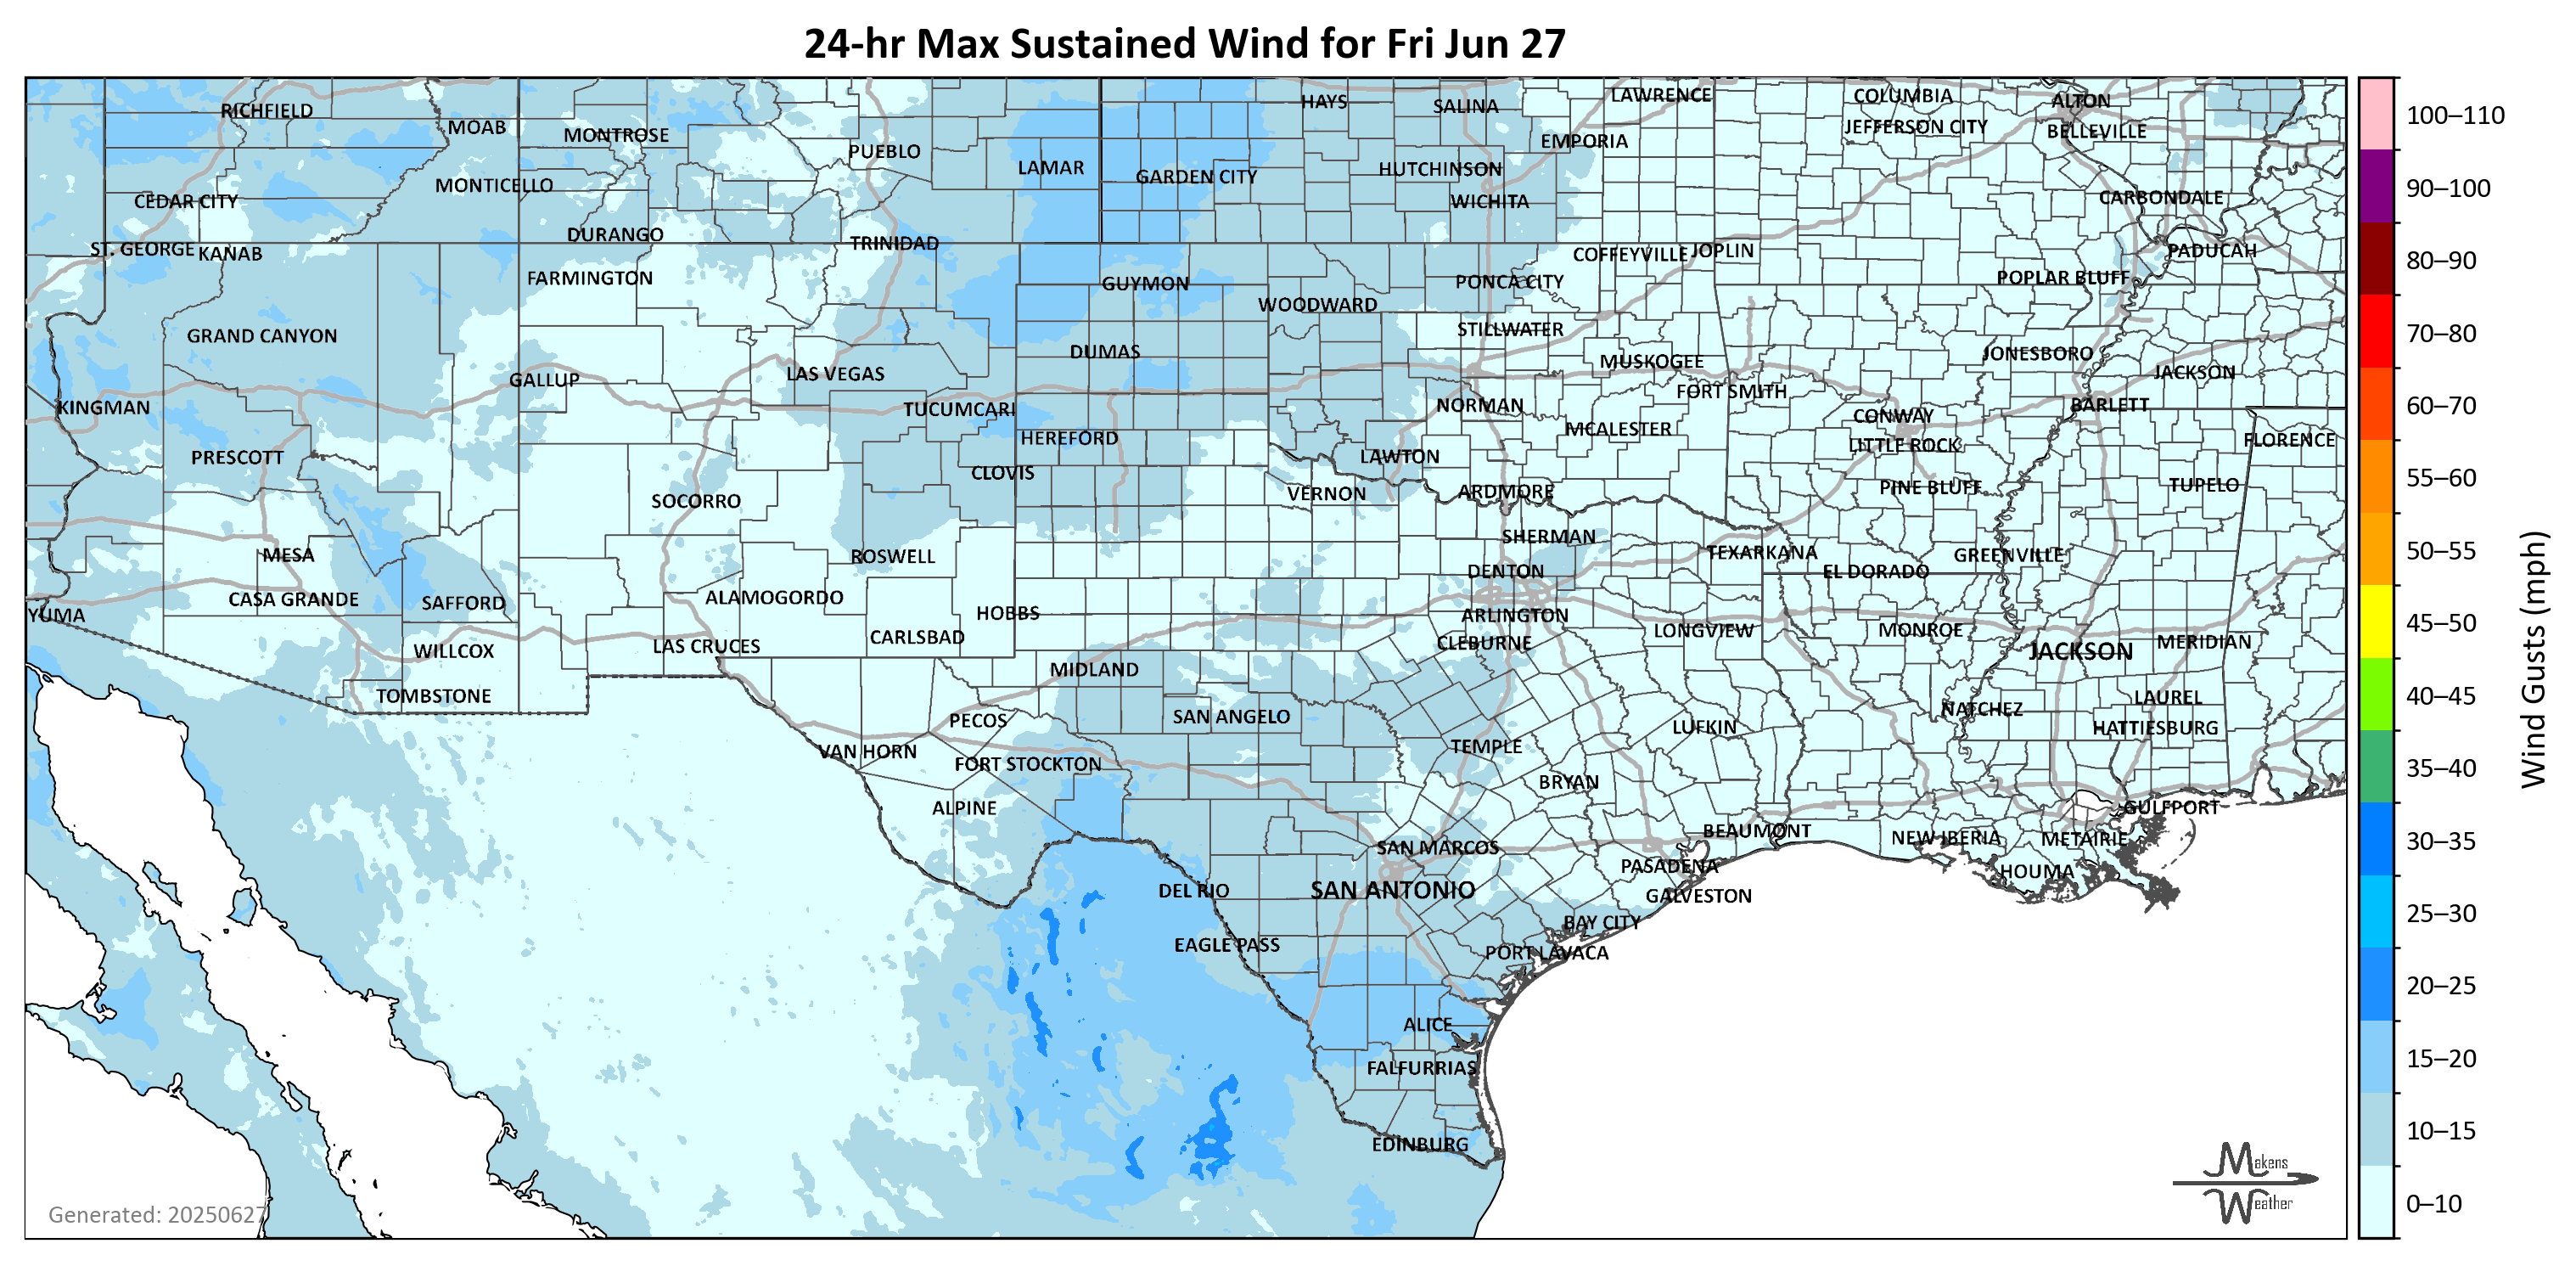 24-hr Max Sustained Wind for Fri Jun 27
RICHFIELD
MOAB
MONTROSE
PUEBLO
LAMAR
GARDEN CITY
HAYS
SALINA
HUTCHINSON
WICHITA
LAWRENCE
EMPORIA
COLUMBIA
JEFFERSON CITY
ALTON
BELLEVILLE
CARBONDALE
CEDAR CITY
MONTICELLO
ST. GEORGE
KANAB
DURANGO
TRINIDAD
FARMINGTON
GUYMON
WOODWARD
PONCA CITY
COFFEYVILLE
JOPLIN
POPLAR BLUFF
PADUCAH
GRAND CANYON
DUMAS
STILLWATER
MUSKOGEE
JONESBORO
JACKSON
KINGMAN
GALLUP
LAS VEGAS
TUCUMCARI
HEREFORD
NORMAN
FORT SMITH
MCALESTER
CONWAY
LITTLE ROCK
BARLETT
FLORENCE
PRESCOTT
CLOVIS
LAWTON
SOCORRO
VERNON
ARDMORE
PINE BLUFF
TUPELO
MESA
ROSWELL
SHERMAN
DENTON
TEXARKANA
EL DORADO
GREENVILLE
YUMA
CASA GRANDE
SAFFORD
ALAMOGORDO
HOBBS
ARLINGTON
CLEBURNE
LONGVIEW
MONROE
JACKSON
MERIDIAN
WILLCOX
LAS CRUCES
CARLSBAD
MIDLAND
TOMBSTONE
PECOS
SAN ANGELO
LUFKIN
NATCHEZ
LAUREL
HATTIESBURG
VAN HORN
FORT STOCKTON
TEMPLE
BRYAN
ALPINE
SAN MARCOS
BEAUMONT
NEW IBERIA
METAIRIE
GULFPORT
PASADENA
HOUMA
DEL RIO
SAN ANTONIO
GALVESTON
BAY CITY
EAGLE PASS
PORT LAVACA
ALICE
FALFURRIAS
EDINBURG
Generated: 20250627
Makens
Weather
100–110
90–100
80–90
70–80
60–70
55–60
50–55
45–50
40–45
35–40
30–35
25–30
20–25
15–20
10–15
0–10
Wind Gusts (mph)